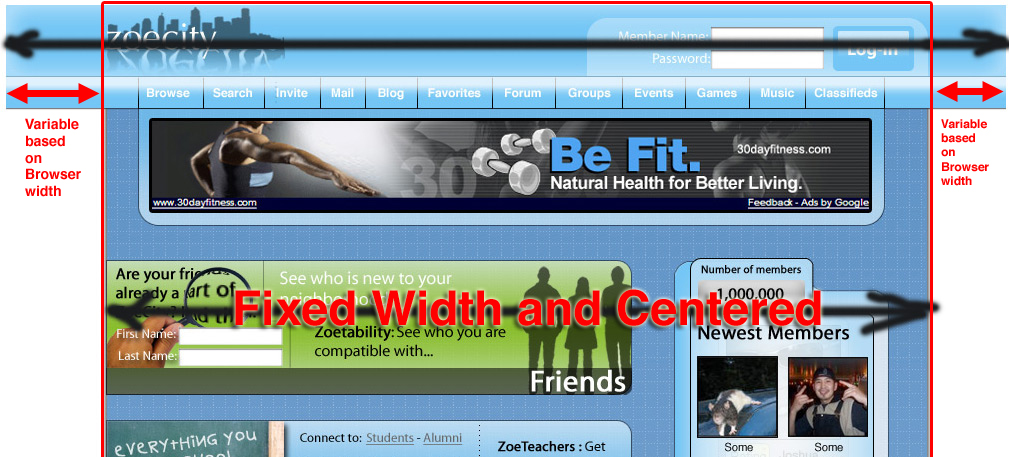 zoecity
Member Name:
Password:
Log-in
Browse Search Invite Mail Blog Favorites Forum Groups Events Games Music Classifieds
Variable
based
on
Browser
width
Variable
based
on
Browser
width
30
Be Fit.
30dayfitness.com
Natural Health for Better Living.
www.30dayfitness.com
Feedback - Ads by Google
Are your friends
already a part of
See who is new to your
Fixed Width and Centered
First Name:
Last Name:
Zoetability: See who you are
compatible with...
Friends
Number of members
1,000,000
Newest Members
Some
Some
EVERYTHING YOU
Connect to: Students - Alumni
ZoeTeachers : Get